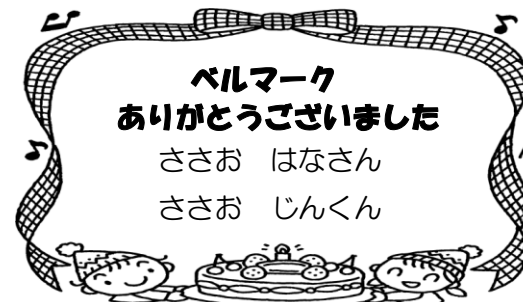 ベルマーク
ありがとうございました
ささお　はなさん
ささお　じんくん